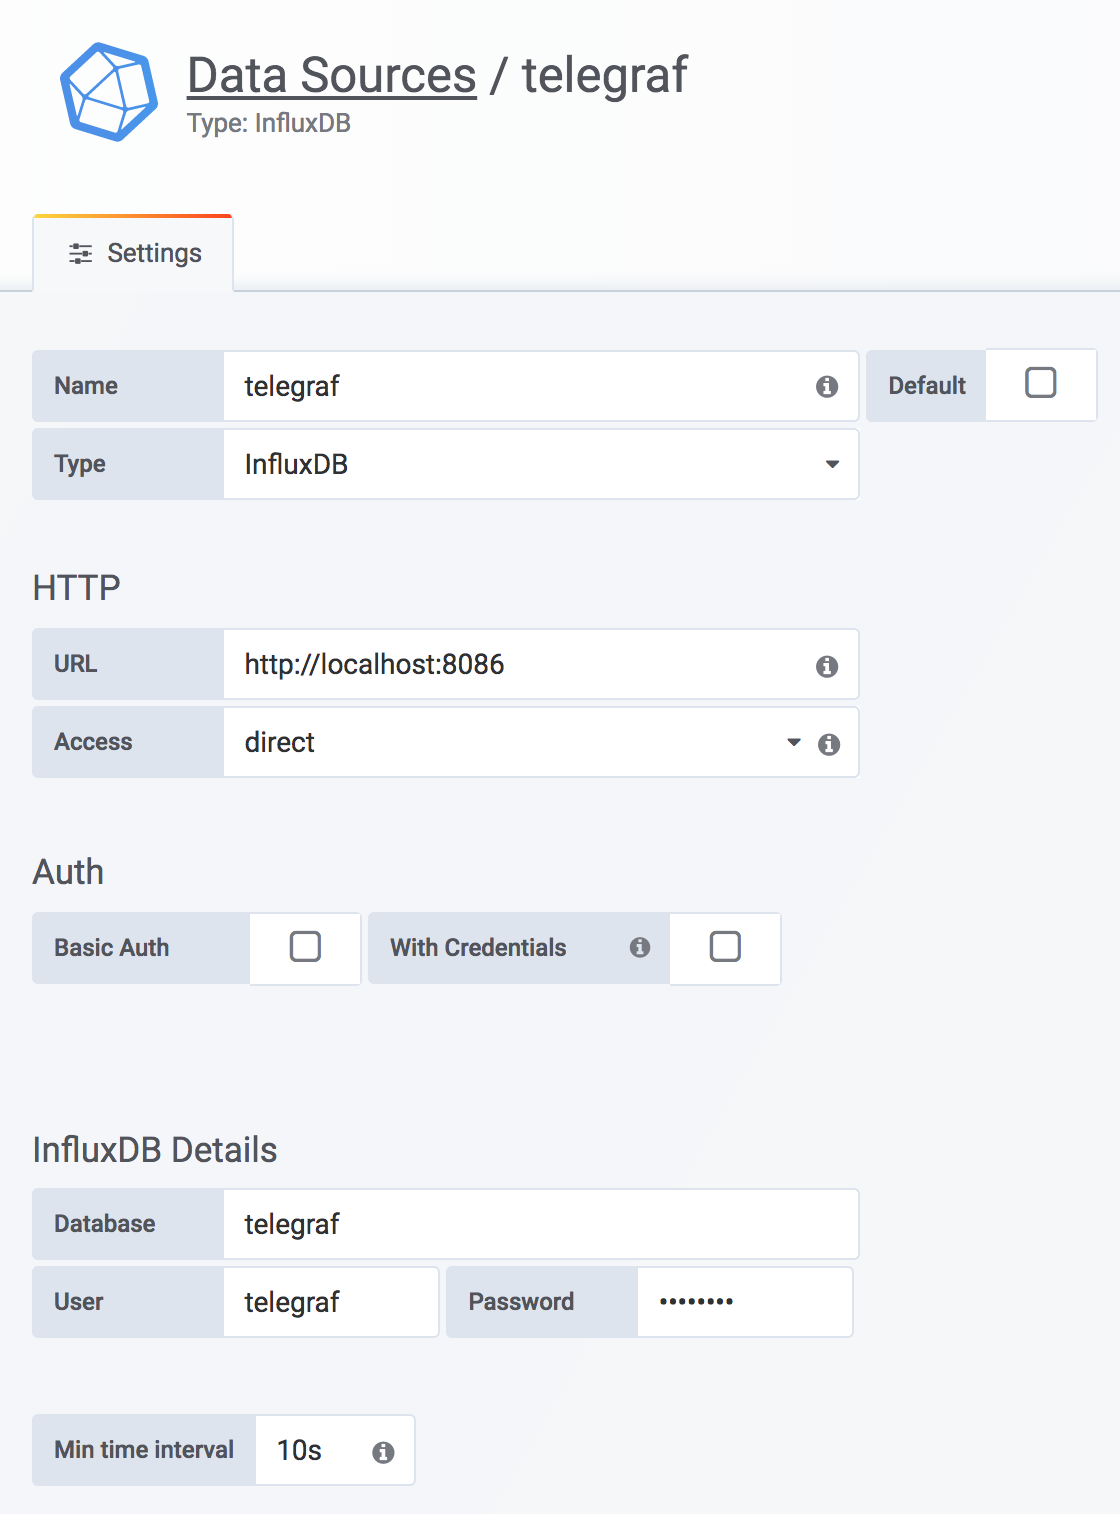 Data Sources / telegraf
Type: InfluxDB
Settings
Name telegraf Default
Type InfluxDB
HTTP
URL http://localhost:8086
Access direct
Auth
Basic Auth With Credentials
InfluxDB Details
Database telegraf
User telegraf Password ••••••••
Min time interval 10s